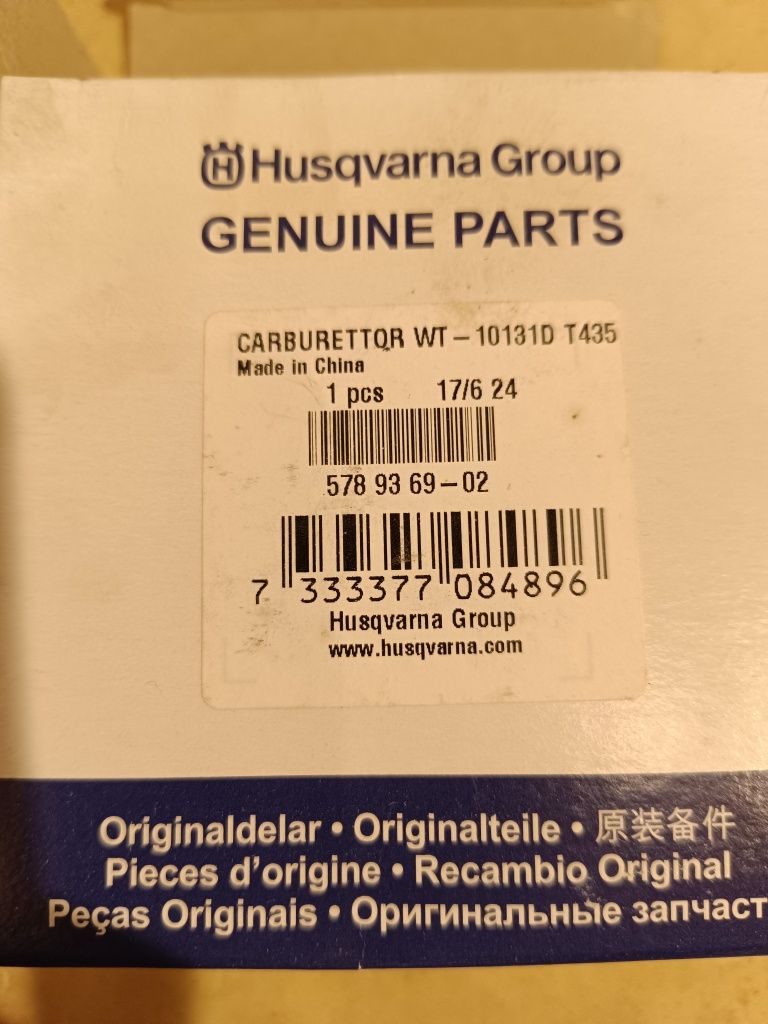 Husqvarna Group
GENUINE PARTS
CARBURETTOR WT-10131D T435
Made in China
1 pcs 17/6 24
578 93 69-02
7 333377 084896
Husqvarna Group
www.husqvarna.com
Originaldelar • Originalteile • 原装备件
Pieces d'origine • Recambio Original
Peças Originais • Оригинальные запчаст